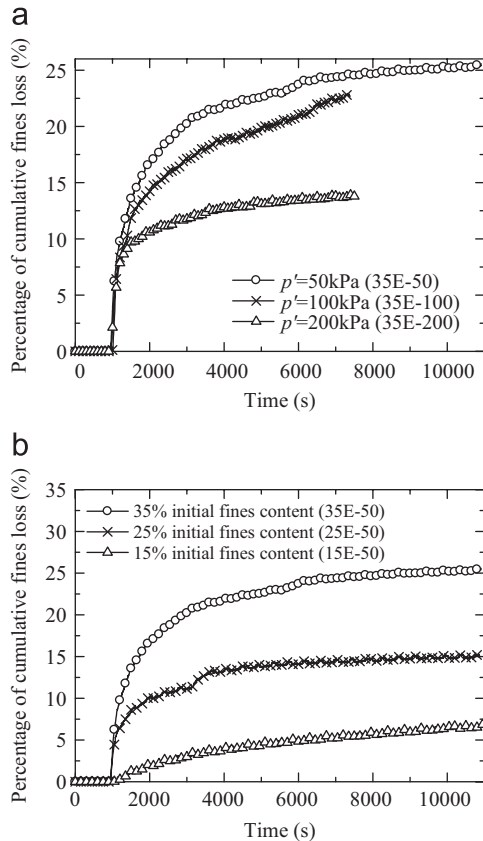 a
Percentage of cumulative fines loss (%)
25
20
15
10
5
0
p'=50kPa (35E-50)
p'=100kPa (35E-100)
p'=200kPa (35E-200)
0 2000 4000 6000 8000 10000
Time (s)
b
Percentage of cumulative fines loss (%)
35
30
25
20
15
10
5
0
35% initial fines content (35E-50)
25% initial fines content (25E-50)
15% initial fines content (15E-50)
0 2000 4000 6000 8000 10000
Time (s)